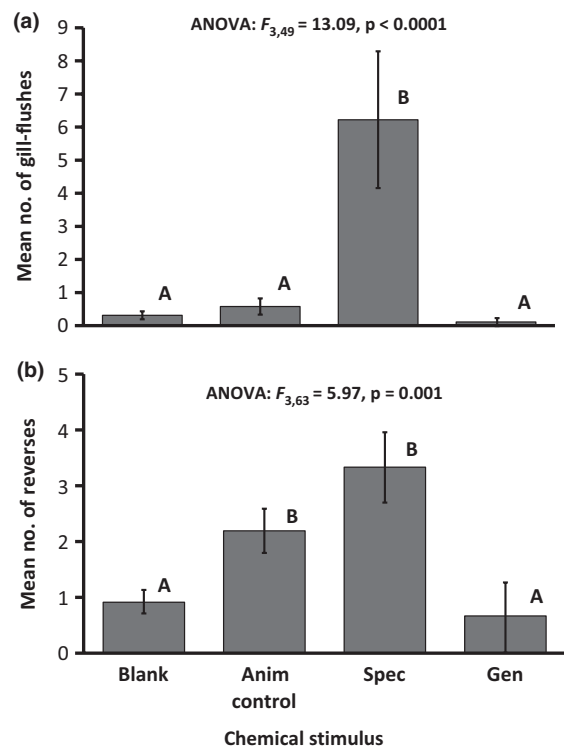 (a)
ANOVA: F3,49 = 13.09, p < 0.0001
Mean no. of gill-flushes
9
8
7
6
5
4
3
2
1
0
A
A
B
A
(b)
ANOVA: F3,63 = 5.97, p = 0.001
Mean no. of reverses
5
4
3
2
1
0
A
B
B
A
Blank
Anim
control
Spec
Gen
Chemical stimulus